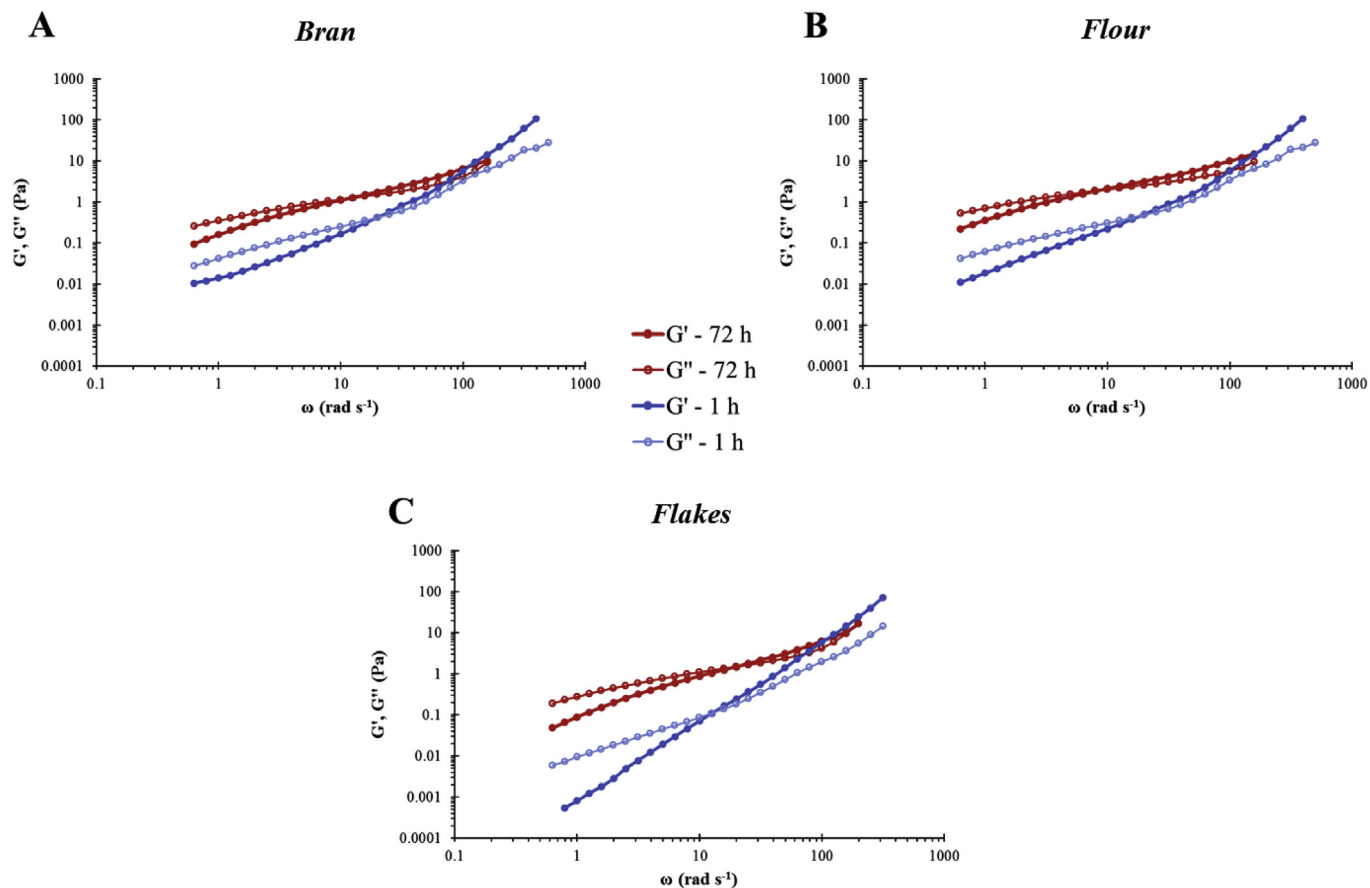 A
Bran
1000
100
10
1
0.1
0.01
0.001
0.0001
G', G" (Pa)
0.1
1
10
100
1000
ω (rad s⁻¹)
B
Flour
1000
100
10
1
0.1
0.01
0.001
0.0001
G', G" (Pa)
0.1
1
10
100
1000
ω (rad s⁻¹)
G' - 72 h
G" - 72 h
G' - 1 h
G" - 1 h
C
Flakes
1000
100
10
1
0.1
0.01
0.001
0.0001
G', G" (Pa)
0.1
1
10
100
1000
ω (rad s⁻¹)